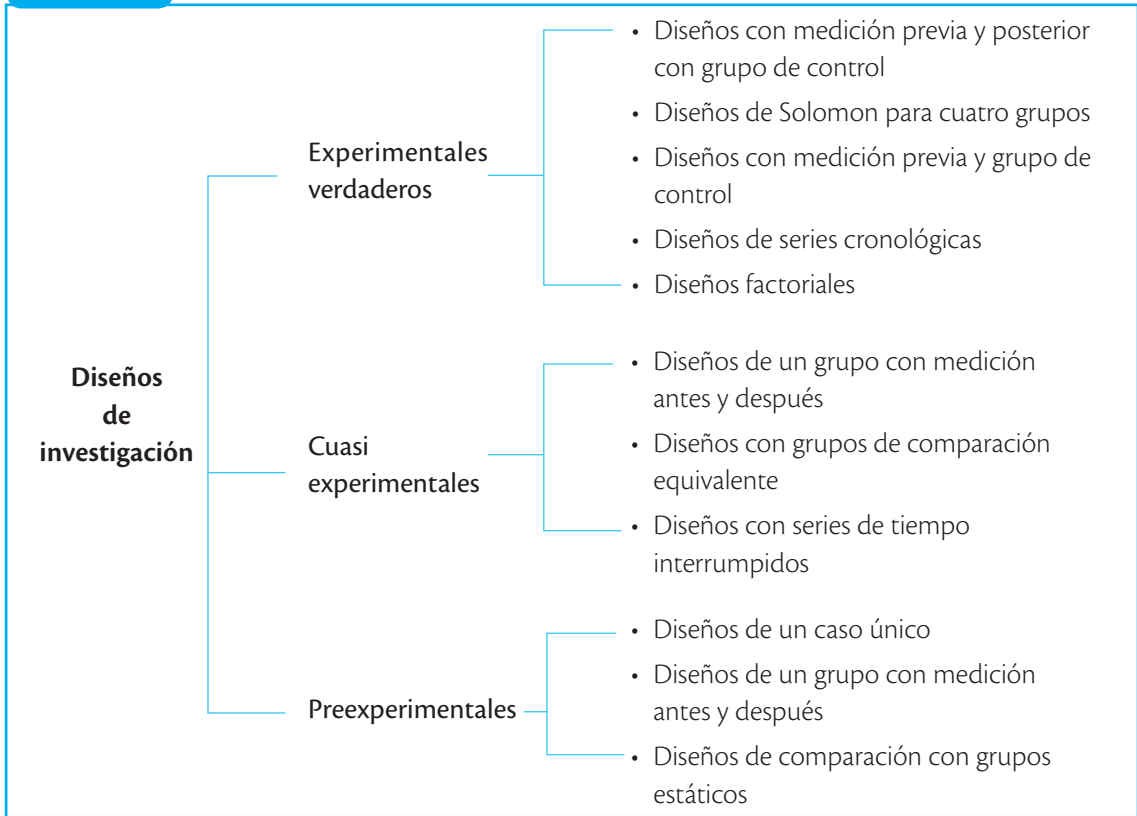 Diseños
de
investigación
Experimentales
verdaderos
• Diseños con medición previa y posterior
con grupo de control
• Diseños de Solomon para cuatro grupos
• Diseños con medición previa y grupo de
control
• Diseños de series cronológicas
• Diseños factoriales
Cuasi
experimentales
• Diseños de un grupo con medición
antes y después
• Diseños con grupos de comparación
equivalente
• Diseños con series de tiempo
interrumpidos
Preexperimentales
• Diseños de un caso único
• Diseños de un grupo con medición
antes y después
• Diseños de comparación con grupos
estáticos